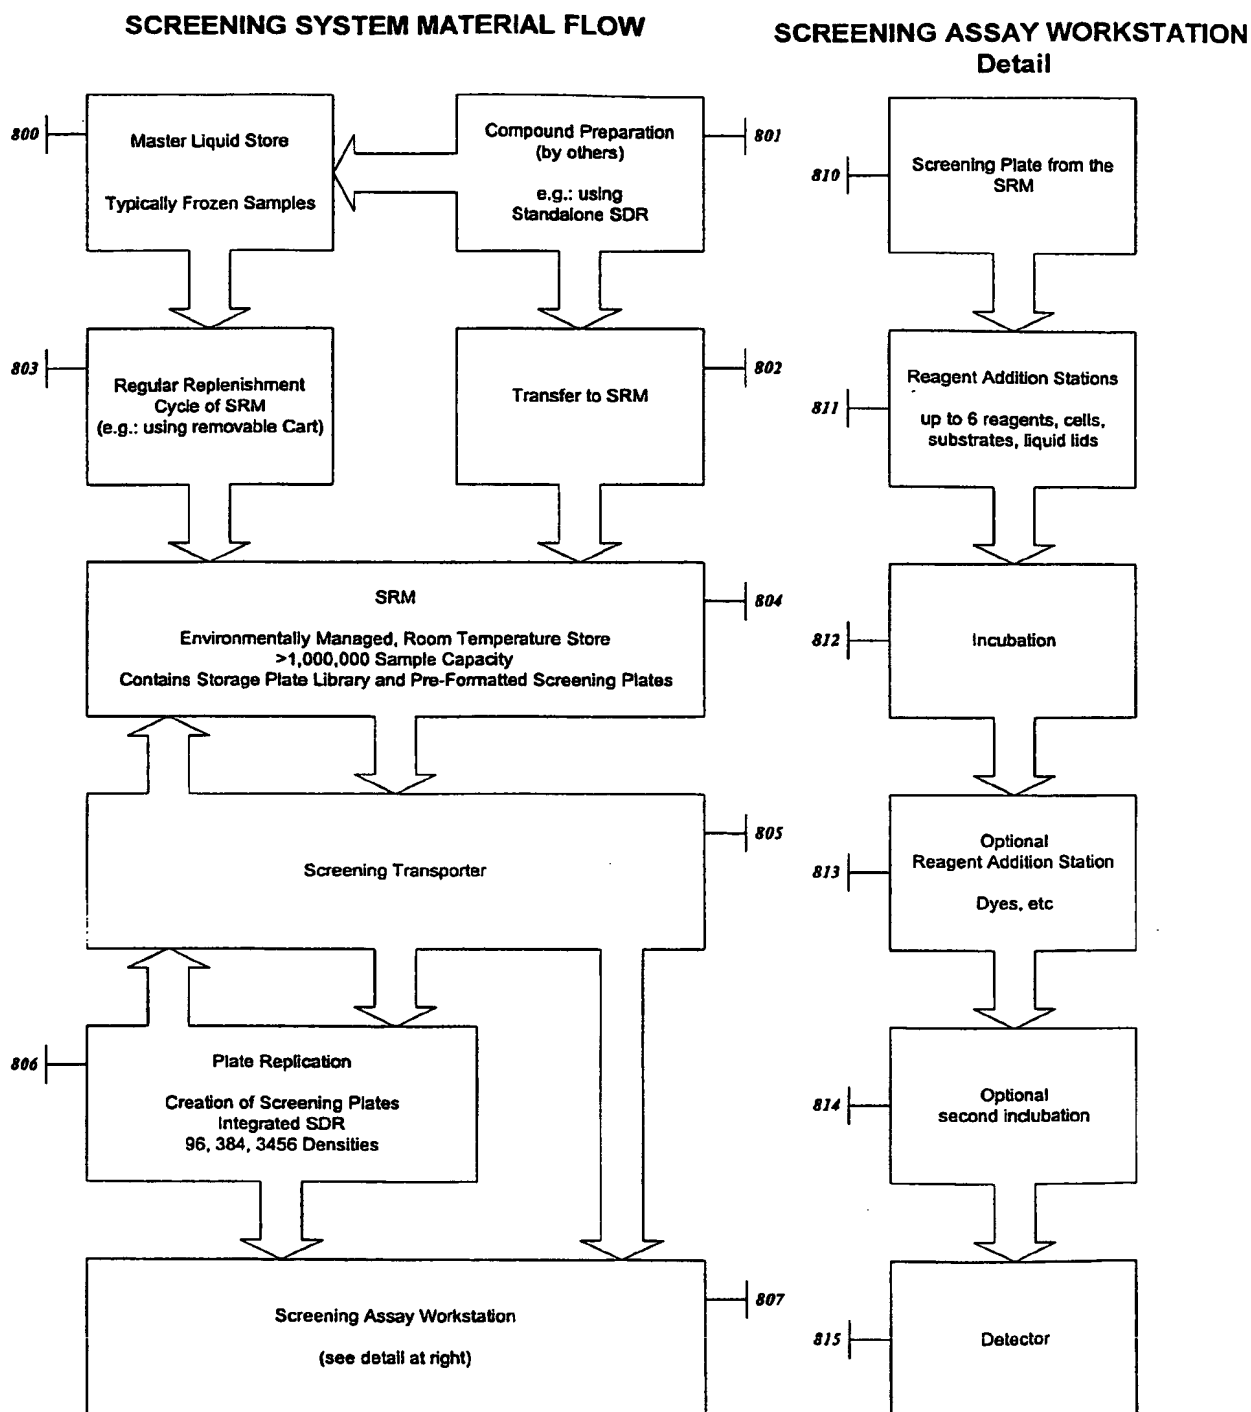 SCREENING SYSTEM MATERIAL FLOW
800
Master Liquid Store
Typically Frozen Samples
Compound Preparation
(by others)
e.g.: using
Standalone SDR
801
803
Regular Replenishment
Cycle of SRM
(e.g.: using removable Cart)
Transfer to SRM
802
SRM
Environmentally Managed, Room Temperature Store
>1,000,000 Sample Capacity
Contains Storage Plate Library and Pre-Formatted Screening Plates
804
Screening Transporter
805
806
Plate Replication
Creation of Screening Plates
Integrated SDR
96, 384, 3456 Densities
Screening Assay Workstation
(see detail at right)
807
SCREENING ASSAY WORKSTATION
Detail
810
Screening Plate from the
SRM
811
Reagent Addition Stations
up to 6 reagents, cells,
substrates, liquid lids
812
Incubation
813
Optional
Reagent Addition Station
Dyes, etc
814
Optional
second inclubation
815
Detector